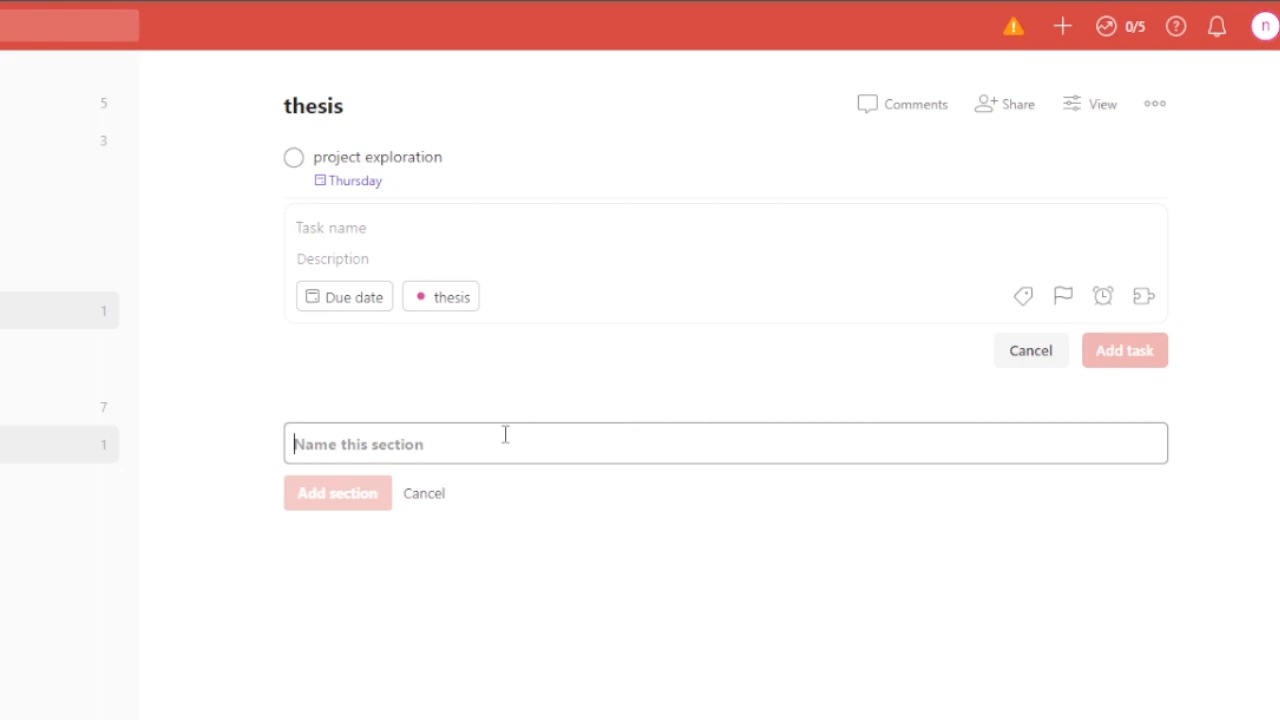 0/5
n
5
3
1
7
1
thesis
Comments
Share
View
project exploration
Thursday
Task name
Description
Due date
thesis
Cancel
Add task
Name this section
Add section
Cancel